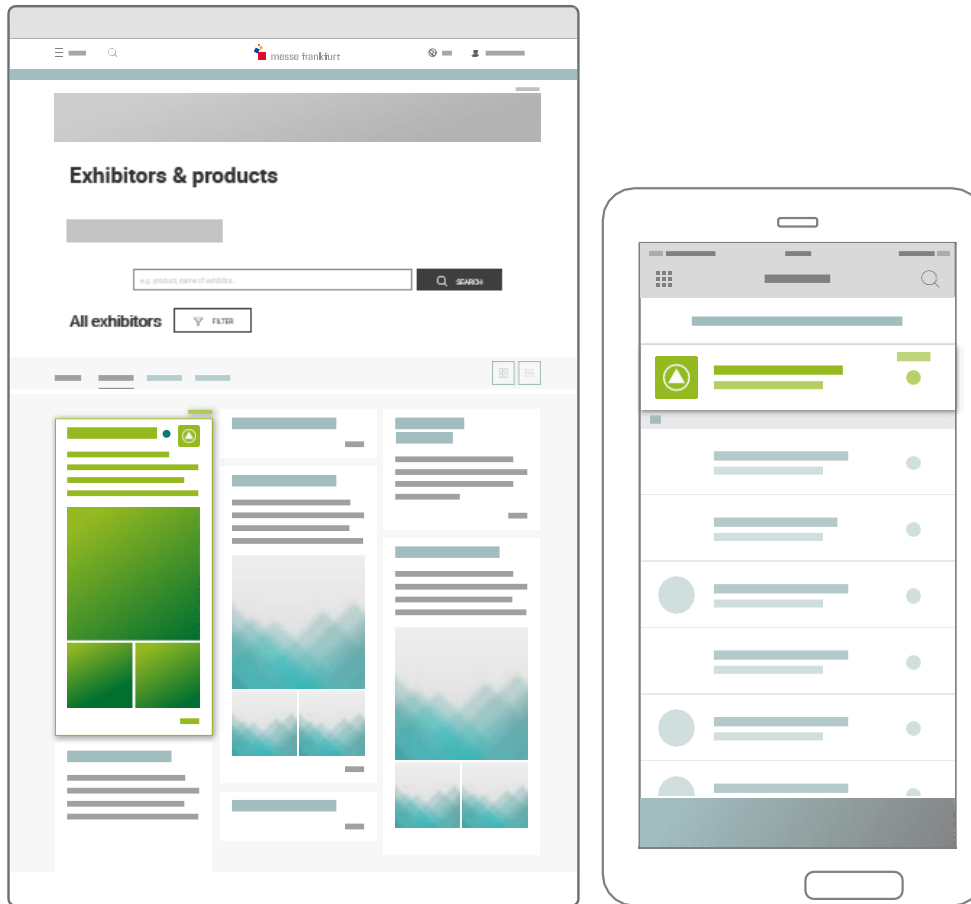 messe frankfurt
Exhibitors & products
e.g. product, name of exhibitor...
SEARCH
All exhibitors
FILTER